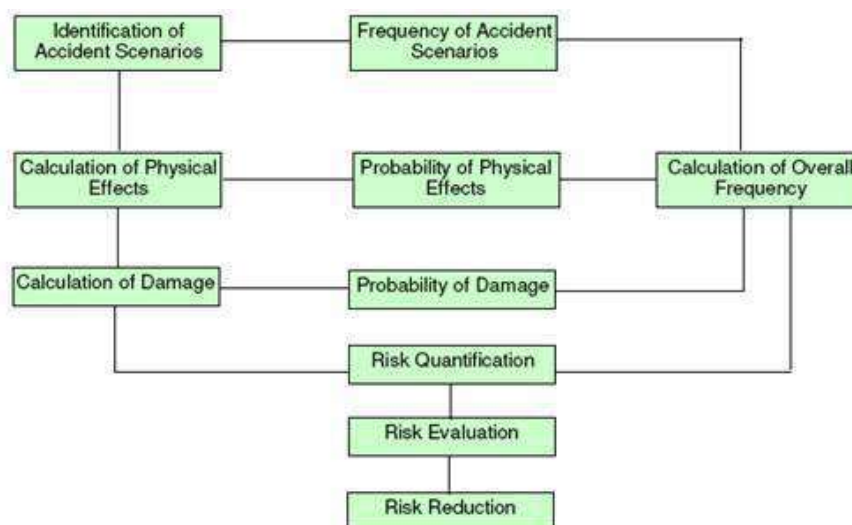 Identification of
Accident Scenarios
Frequency of Accident
Scenarios
Calculation of Physical
Effects
Probability of Physical
Effects
Calculation of Overall
Frequency
Calculation of Damage
Probability of Damage
Risk Quantification
Risk Evaluation
Risk Reduction